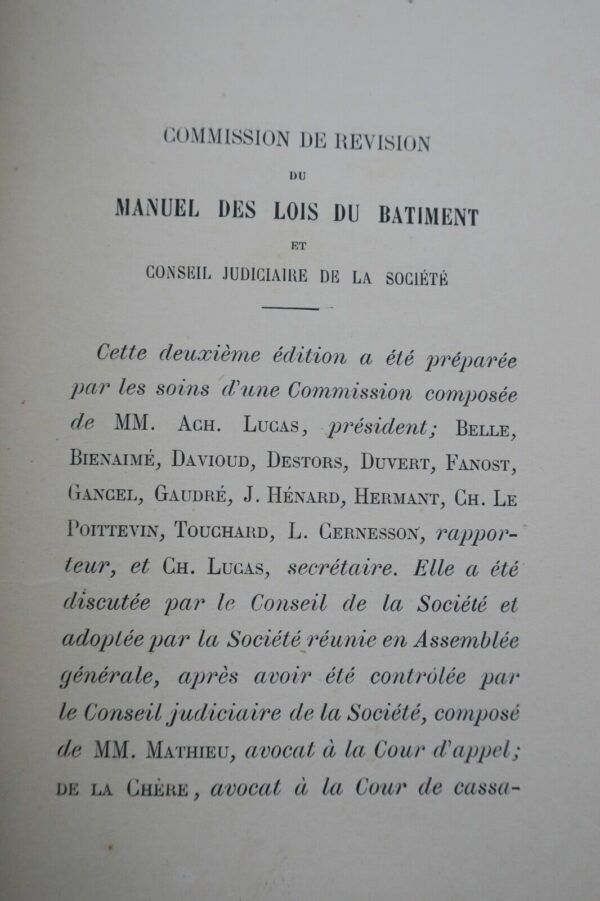 COMMISSION DE REVISION
DU
MANUEL DES LOIS DU BATIMENT
ET
CONSEIL JUDICIAIRE DE LA SOCIÉTÉ
Cette deuxième édition a été préparée
par les soins d'une Commission composée
de MM. ACH. LUCAS, président; BELLE,
BIENAIMÉ, DAVIOUD, DESTORS, DUVERT, FANOST,
GANCEL, GAUDRÉ, J. HÉNARD, HERMANT, CH. LE
POITTEVIN, TOUCHARD, L. CERNESSON, rappor-
teur, et CH. LUCAS, secrétaire. Elle a été
discutée par le Conseil de la Société et
adoptée par la Société réunie en Assemblée
générale, après avoir été contrôlée par
le Conseil judiciaire de la Société, composé
de MM. MATHIEU, avocat à la Cour d'appel;
DE LA CHÈRE, avocat à la Cour de cassa-